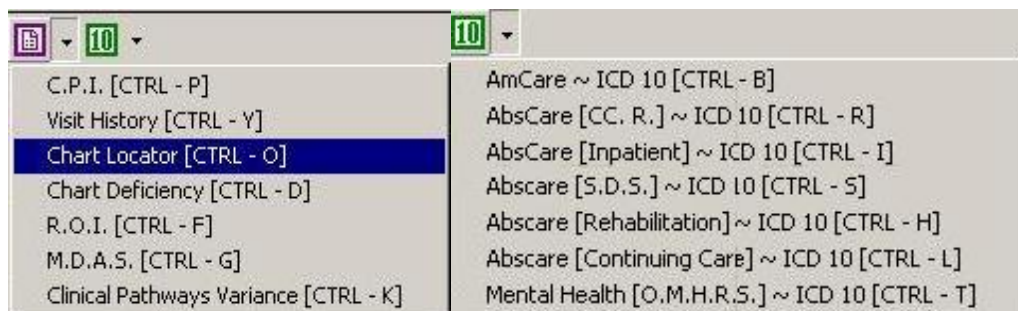 10
C.P.I. [CTRL - P]
Visit History [CTRL - Y]
Chart Locator [CTRL - O]
Chart Deficiency [CTRL - D]
R.O.I. [CTRL - F]
M.D.A.S. [CTRL - G]
Clinical Pathways Variance [CTRL - K]
10
AmCare ~ ICD 10 [CTRL - B]
AbsCare [CC. R.] ~ ICD 10 [CTRL - R]
AbsCare [Inpatient] ~ ICD 10 [CTRL - I]
Abscare [S.D.S.] ~ ICD 10 [CTRL - S]
Abscare [Rehabilitation] ~ ICD 10 [CTRL - H]
Abscare [Continuing Care] ~ ICD 10 [CTRL - L]
Mental Health [O.M.H.R.S.] ~ ICD 10 [CTRL - T]